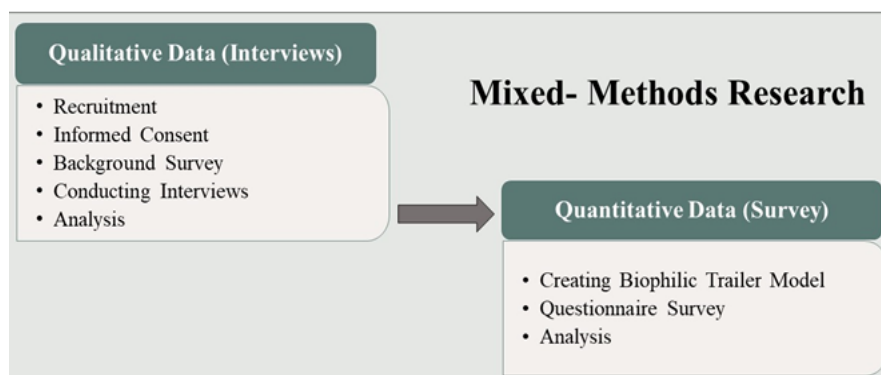 Qualitative Data (Interviews)
• Recruitment
• Informed Consent
• Background Survey
• Conducting Interviews
• Analysis
Mixed- Methods Research
Quantitative Data (Survey)
• Creating Biophilic Trailer Model
• Questionnaire Survey
• Analysis